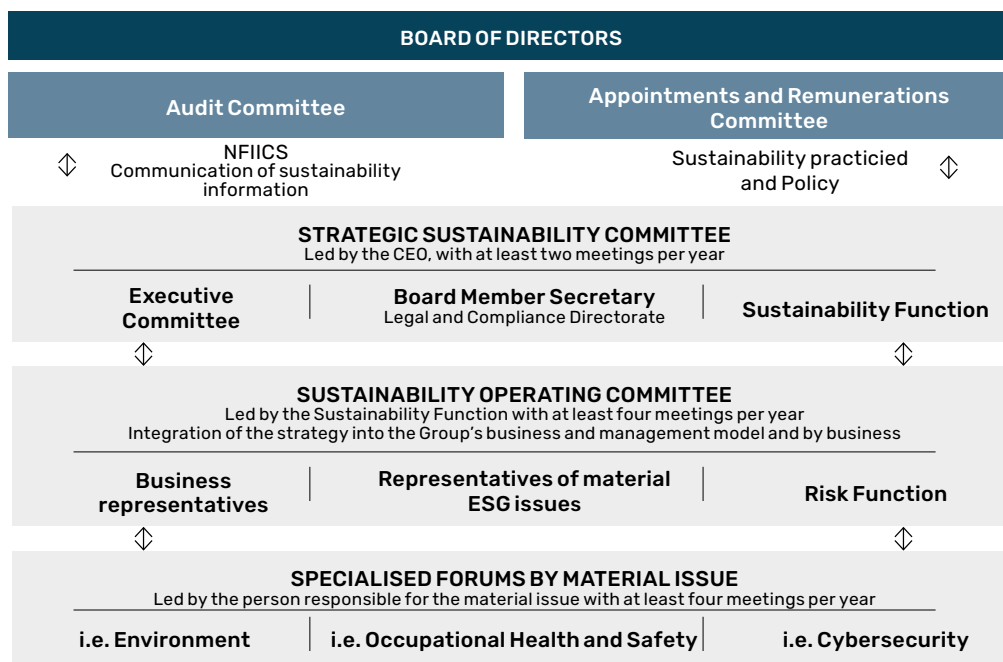 BOARD OF DIRECTORS
Audit Committee
Appointments and Remunerations
Committee
NFIICS
Communication of sustainability
information
Sustainability practicied
and Policy
STRATEGIC SUSTAINABILITY COMMITTEE
Led by the CEO, with at least two meetings per year
Executive
Committee
Board Member Secretary
Legal and Compliance Directorate
Sustainability Function
SUSTAINABILITY OPERATING COMMITTEE
Led by the Sustainability Function with at least four meetings per year
Integration of the strategy into the Group's business and management model and by business
Business
representatives
Representatives of material
ESG issues
Risk Function
SPECIALISED FORUMS BY MATERIAL ISSUE
Led by the person responsible for the material issue with at least four meetings per year
i.e. Environment
i.e. Occupational Health and Safety
i.e. Cybersecurity